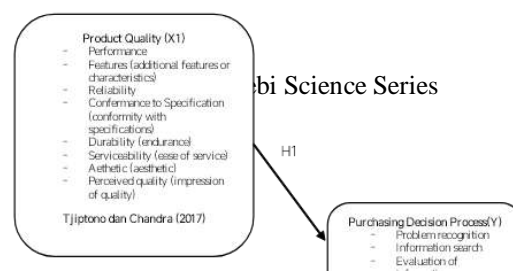 Product Quality (X1)
- Performance
- Features (additional features or
characteristics)
- Reliability
- Confermance to Specification
(conformity with
specifications)
- Durability (endurance)
- Serviceability (ease of service)
- Aethetic (aesthetic)
- Perceived quality (impression
of quality)
Tjiptono dan Chandra (2017)
ebi Science Series
H1
Purchasing Decision Process(Y)
- Problem recognition
- Information search
- Evaluation of